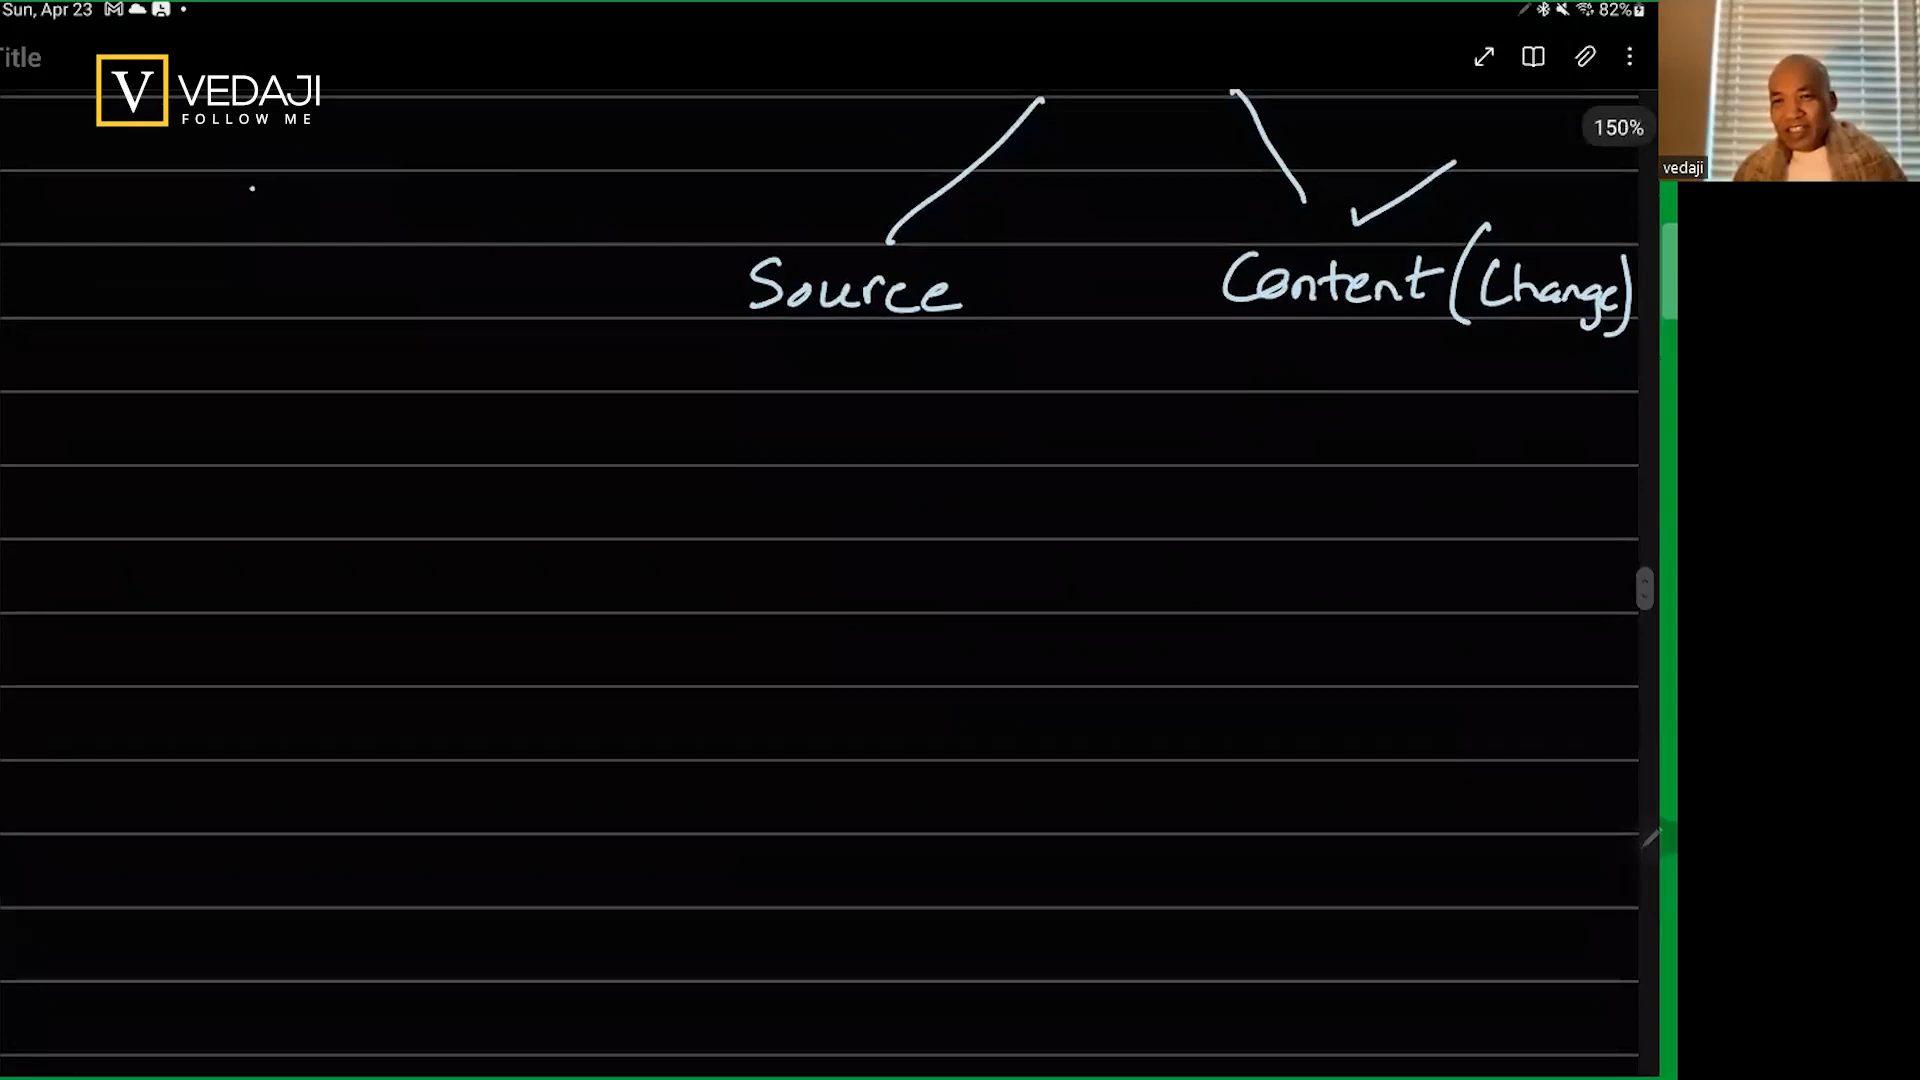 Sun, Apr 23
82%
Title
V VEDAJI
FOLLOW ME
150%
vedaji
Source
Content (Change)